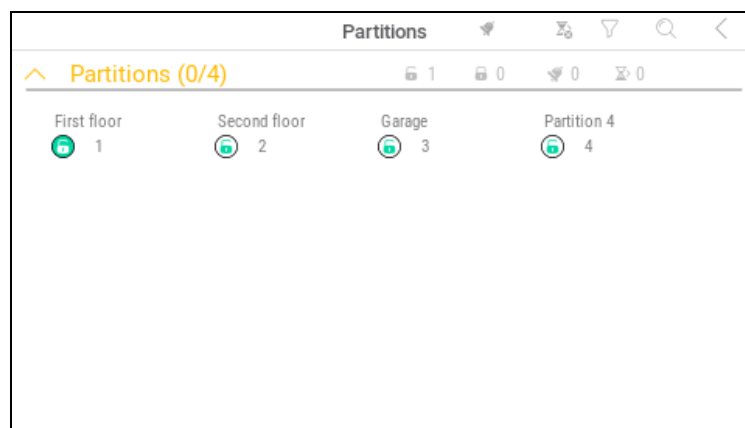 Partitions
Partitions (0/4) 1 0 0 0
First floor Second floor Garage Partition 4
1 2 3 4